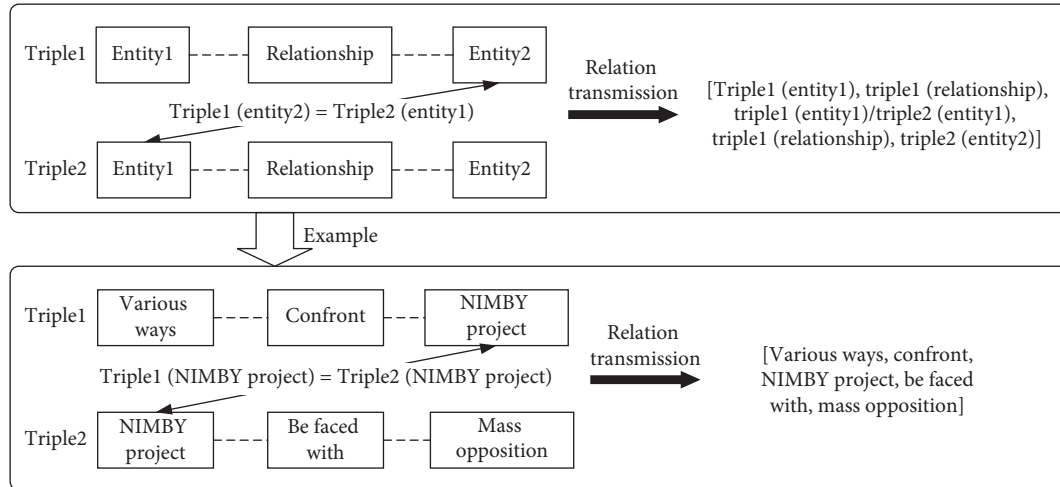 Triple1
Entity1
Relationship
Entity2
Triple1 (entity2) = Triple2 (entity1)
Triple2
Entity1
Relationship
Entity2
Relation
transmission
[Triple1 (entity1), triple1 (relationship),
triple1 (entity1)/triple2 (entity1),
triple1 (relationship), triple2 (entity2)]
Example
Triple1
Various
ways
Confront
NIMBY
project
Triple1 (NIMBY project) = Triple2 (NIMBY project)
Triple2
NIMBY
project
Be faced
with
Mass
opposition
Relation
transmission
[Various ways, confront,
NIMBY project, be faced
with, mass opposition]